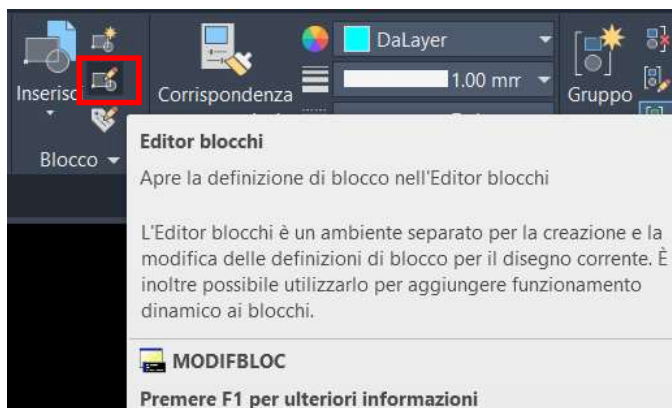 DaLayer
1.00 mm
Inserisci
Corrispondenza
Gruppo
Blocco
Editor blocchi
Apre la definizione di blocco nell'Editor blocchi
L'Editor blocchi è un ambiente separato per la creazione e la
modifica delle definizioni di blocco per il disegno corrente. È
inoltre possibile utilizzarlo per aggiungere funzionamento
dinamico ai blocchi.
MODIFBLOC
Premere F1 per ulteriori informazioni